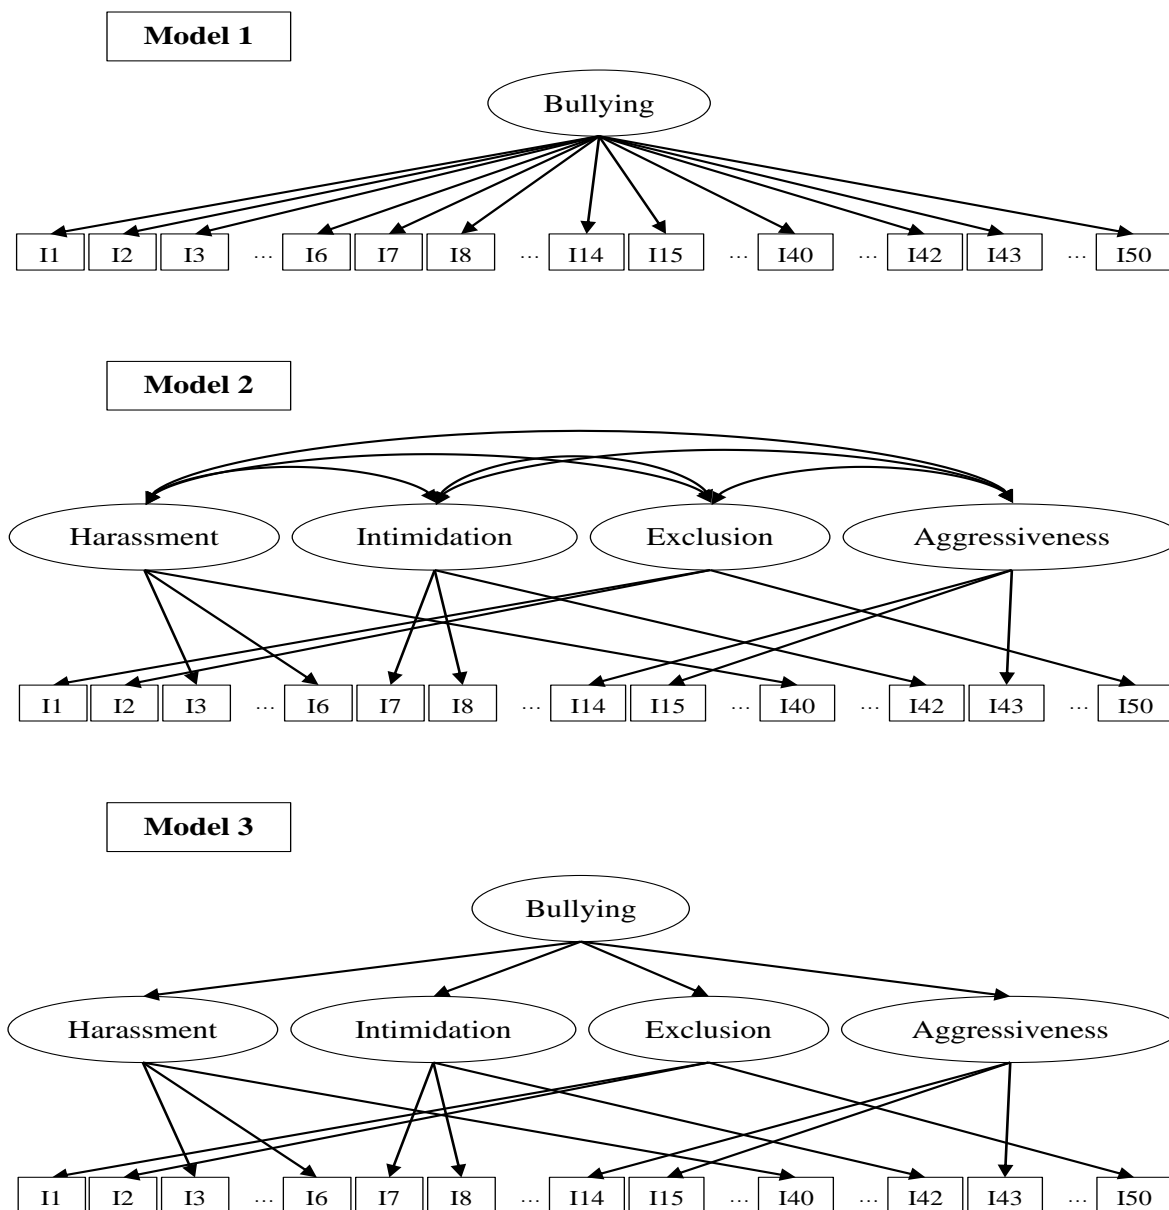 Model 1
Bullying
I1 I2 I3 ... I6 I7 I8 ... I14 I15 ... I40 ... I42 I43 ... I50
Model 2
Harassment Intimidation Exclusion Aggressiveness
I1 I2 I3 ... I6 I7 I8 ... I14 I15 ... I40 ... I42 I43 ... I50
Model 3
Bullying
Harassment Intimidation Exclusion Aggressiveness
I1 I2 I3 ... I6 I7 I8 ... I14 I15 ... I40 ... I42 I43 ... I50